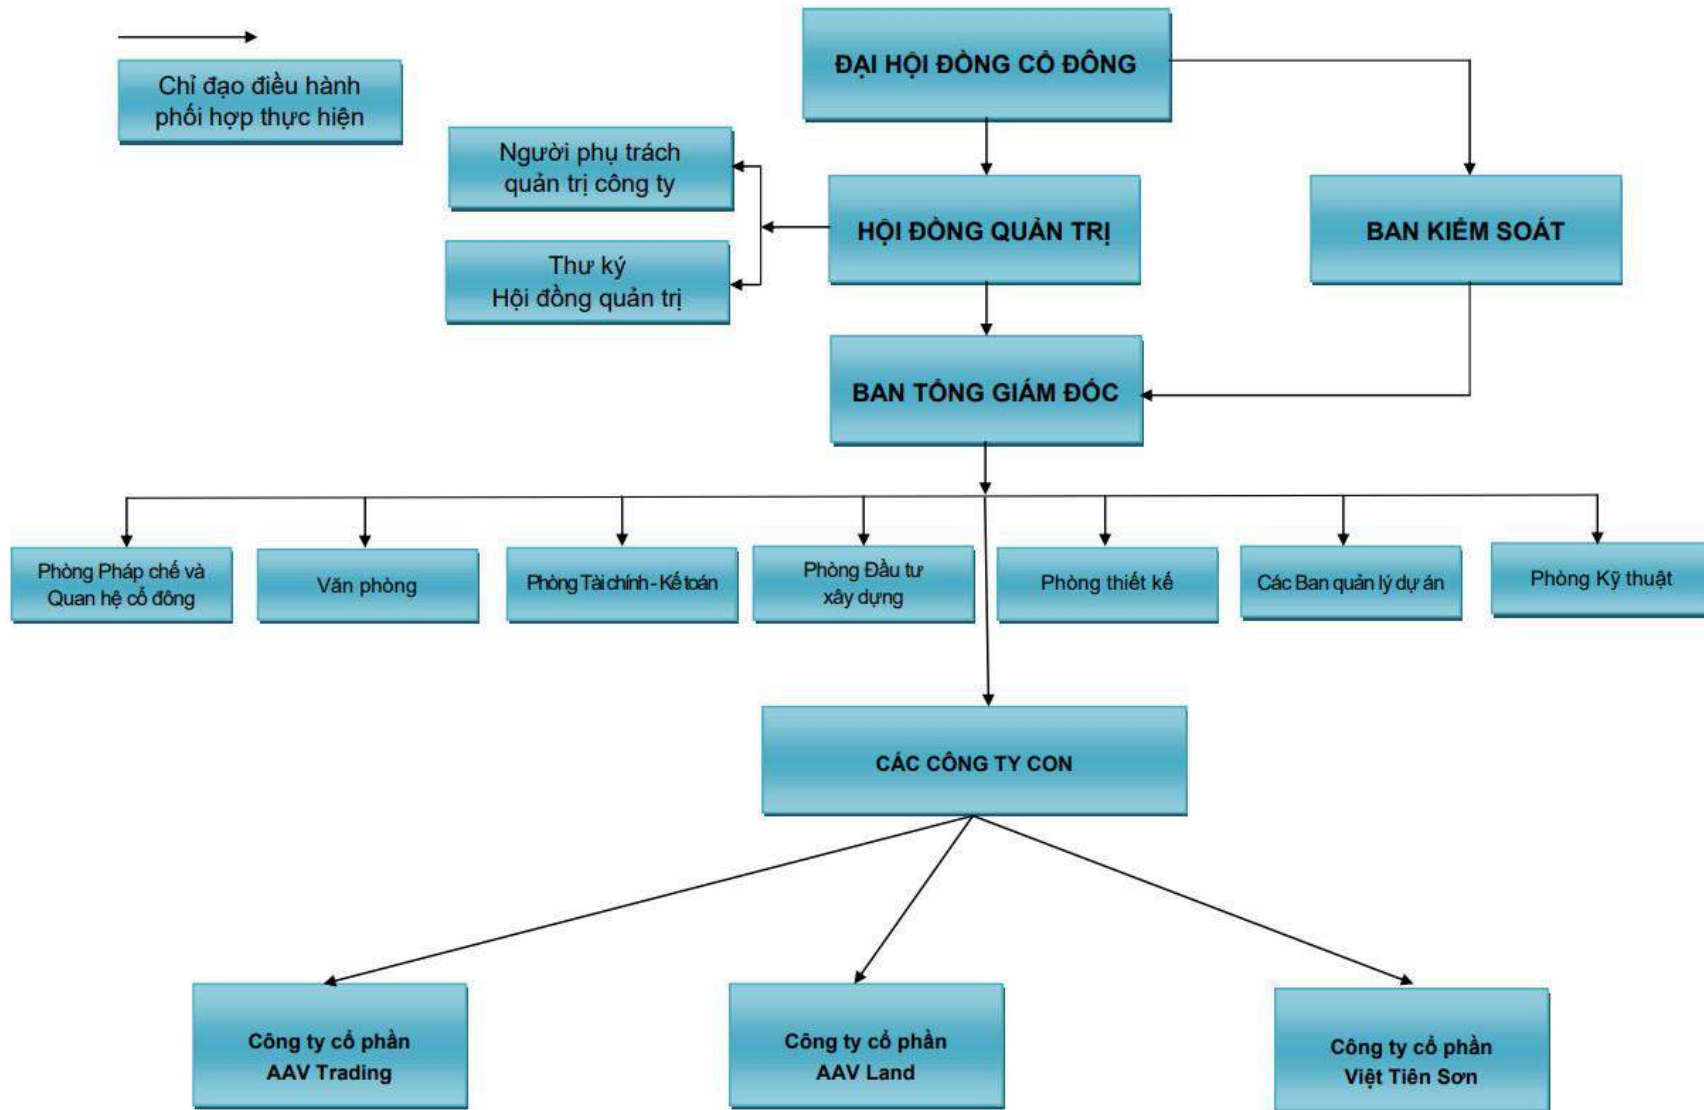 ĐẠI HỘI ĐỒNG CỔ ĐÔNG
Chỉ đạo điều hành
phối hợp thực hiện
Người phụ trách
quản trị công ty
HỘI ĐỒNG QUẢN TRỊ
BAN KIỂM SOÁT
Thư ký
Hội đồng quản trị
BAN TỔNG GIÁM ĐỐC
Phòng Pháp chế và
Quan hệ cổ đông
Văn phòng
Phòng Tài chính - Kế toán
Phòng Đầu tư
xây dựng
Phòng thiết kế
Các Ban quản lý dự án
Phòng Kỹ thuật
CÁC CÔNG TY CON
Công ty cổ phần
AAV Trading
Công ty cổ phần
AAV Land
Công ty cổ phần
Việt Tiên Sơn